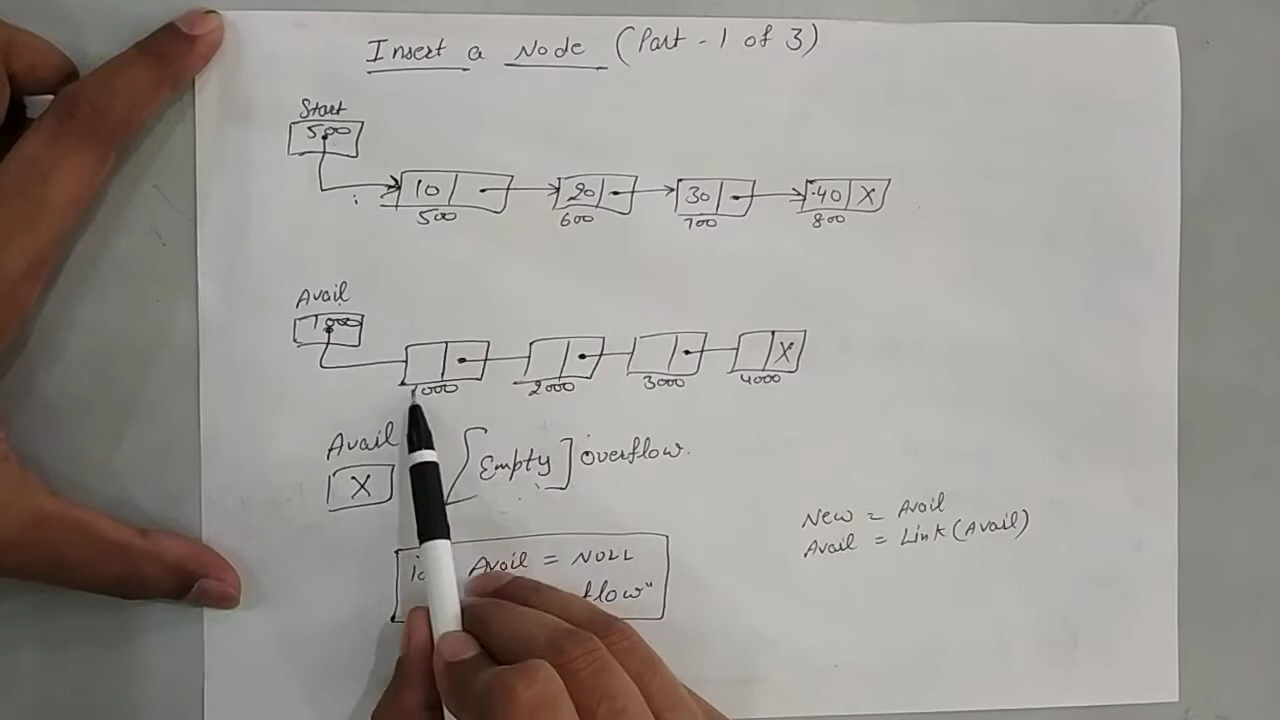 Insert a Node (Part - 1 of 3)
Start
500
10 20 30 40 X
500 600 700 800
Avail
1000
X
1000 2000 3000 4000
Avail
X [Empty] overflow.
New = Avail
Avail = Link (Avail)
Avail = NULL
flow"